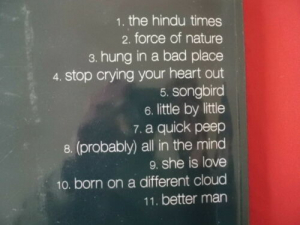 1. the hindu times
2. force of nature
3. hung in a bad place
4. stop crying your heart out
5. songbird
6. little by little
7. a quick peep
8. (probably) all in the mind
9. she is love
10. born on a different cloud
11. better man